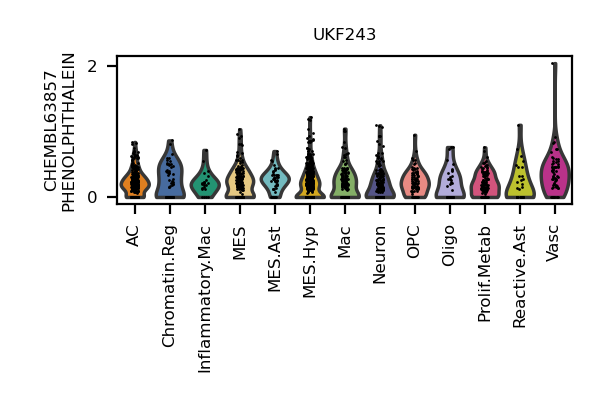 UKF243
CHEMBL63857
PHENOLPHTHALEIN
2
0
AC
Chromatin.Reg
Inflammatory.Mac
MES
MES.Ast
MES.Hyp
Mac
Neuron
OPC
Oligo
Prolif.Metab
Reactive.Ast
Vasc